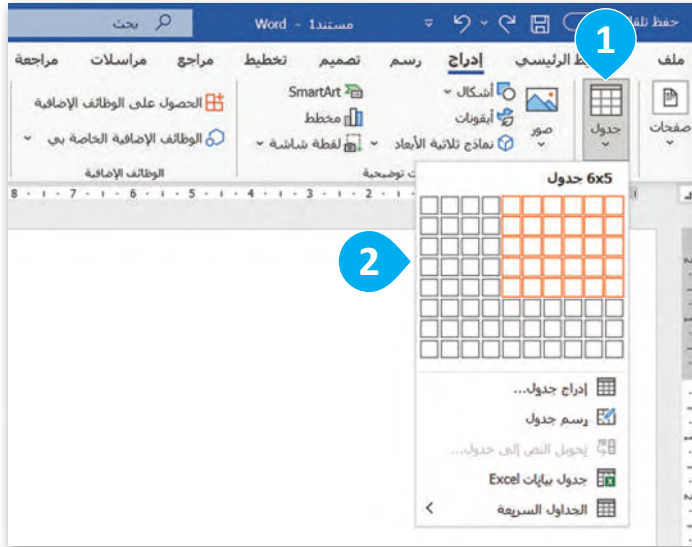 حفظ تلقا
مستند1 - Word
بحث
1
ملف
ط الرئيسي
إدراج
رسم
تصميم
تخطيط
مراجع
مراسلات
مراجعة
صفحات
جدول
صور
أشكال
أيقونات
نماذج ثلاثية الأبعاد
SmartArt
مخطط
لقطة شاشة
الحصول على الوظائف الإضافية
الوظائف الإضافية الخاصة بي
ت توضيحية
الوظائف الإضافية
8 7 6 5 4 3 2
6x5 جدول
2
إدراج جدول...
رسم جدول
تحويل النص إلى جدول...
جدول بيانات Excel
الجداول السريعة